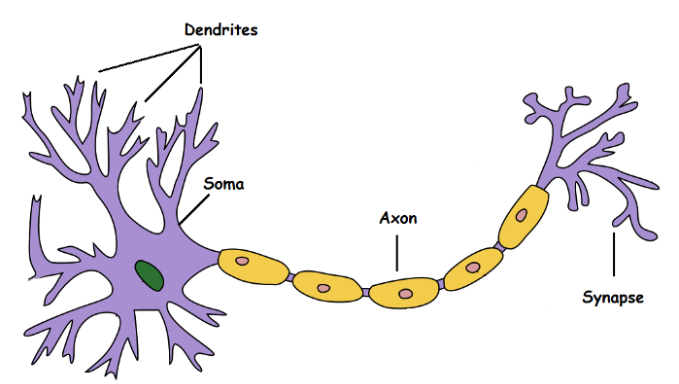 Dendrites
Soma
Axon
Synapse